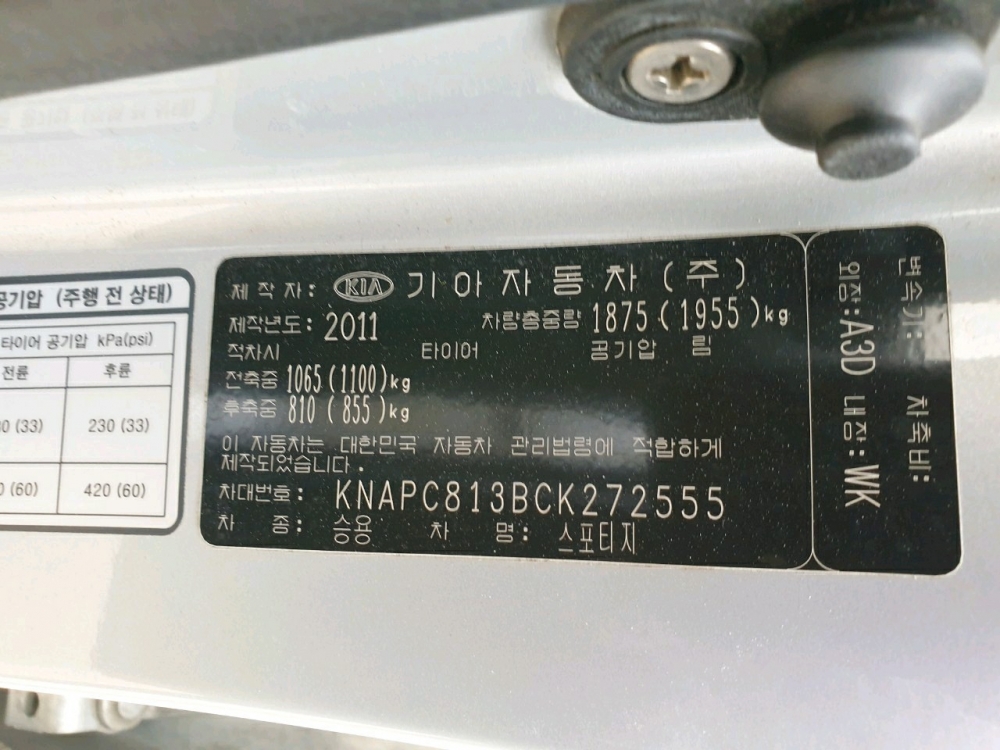 공기압 (주행 전 상태)
타이어 공기압 kPa(psi)
전륜 후륜
0 (33) 230 (33)
0 (60) 420 (60)
제 작 자: KIA 기아자동차(주)
제작년도: 2011 차량총중량 1875(1955)kg
적차시 타이어 공기압 림
전축중 1065(1100)kg
후축중 810(855)kg
이 자동차는 대한민국 자동차 관리법령에 적합하게
제작되었습니다.
차대번호: KNAPC813BCK272555
차 종: 승용 차 명: 스포티지
변속기: 차축비:
외장:A3D 내장:WK